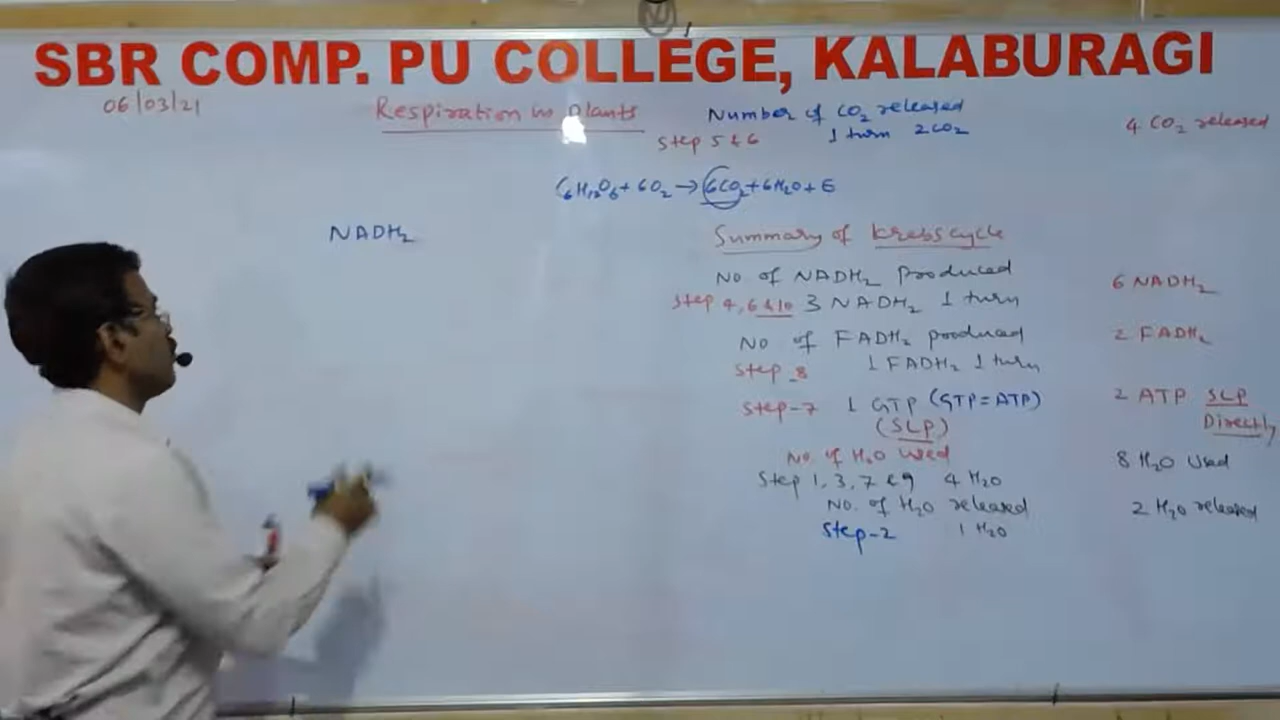 SBR COMP. PU COLLEGE, KALABURAGI
06/03/21
Respiration in Plants
Number of CO₂ released
Step 5 & 6 1 turn 2CO₂
4 CO₂ released
C₆H₁₂O₆ + 6O₂ → 6CO₂ + 6H₂O + E
NADH₂
Summary of Krebs cycle
No. of NADH₂ produced
Step 4, 6 & 10 3 NADH₂ 1 turn
6 NADH₂
No of FADH₂ produced
Step_8 1 FADH₂ 1 turn
2 FADH₂
Step-7 1 GTP (GTP=ATP)
(SLP)
2 ATP SLP
Directly
No. of H₂O used
Step 1, 3, 7 & 9 4 H₂O
8 H₂O used
No. of H₂O released
Step-2 1 H₂O
2 H₂O released